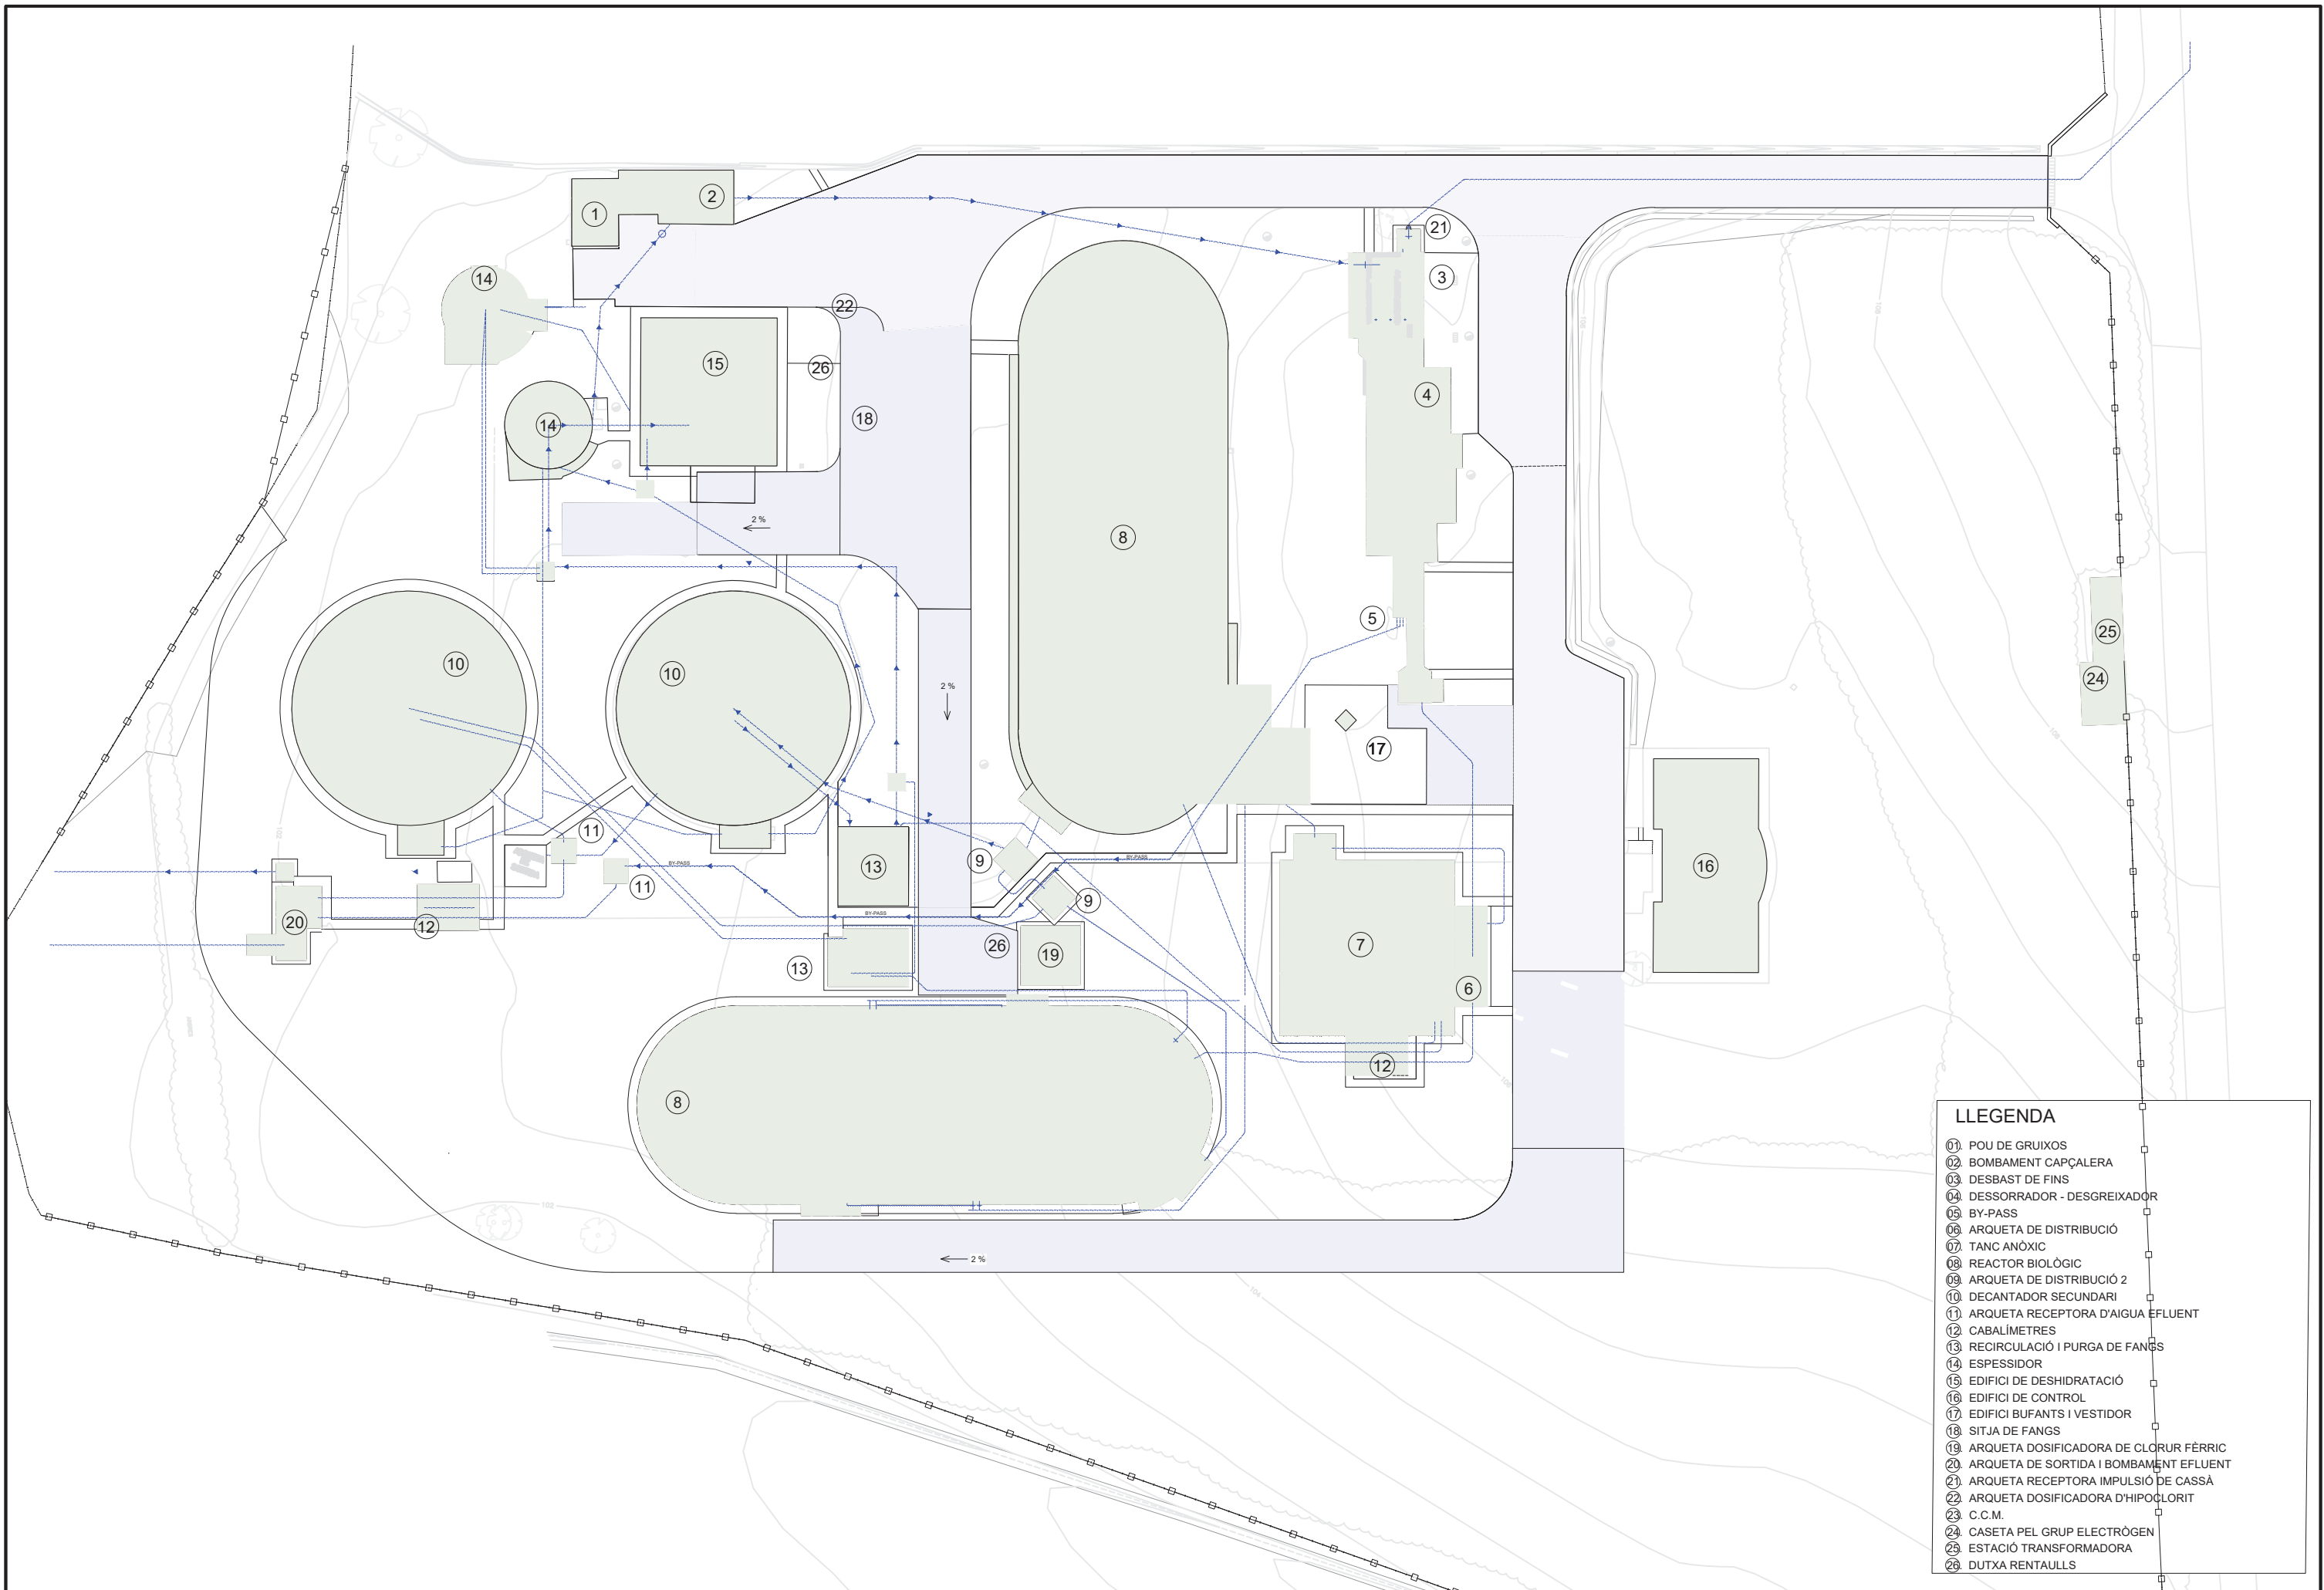 1
2
21
3
14
22
15
26
4
18
14
2 %
8
5
25
10
10
24
2 %
17
11
BY-PASS
9
BY-PASS
13
16
11
9
20
12
BY-PASS
26
19
7
13
6
12
8
2 %
102
102
104
106
108
108
108
LLEGENDA
01. POU DE GRUIXOS
02. BOMBAMENT CAPÇALERA
03. DESBAST DE FINS
04. DESSORRADOR - DESGREIXADOR
05. BY-PASS
06. ARQUETA DE DISTRIBUCIÓ
07. TANC ANÒXIC
08. REACTOR BIOLÒGIC
09. ARQUETA DE DISTRIBUCIÓ 2
10. DECANTADOR SECUNDARI
11. ARQUETA RECEPTORA D'AIGUA EFLUENT
12. CABALÍMETRES
13. RECIRCULACIÓ I PURGA DE FANGS
14. ESPESSIDOR
15. EDIFICI DE DESHIDRATACIÓ
16. EDIFICI DE CONTROL
17. EDIFICI BUFANTS I VESTIDOR
18. SITJA DE FANGS
19. ARQUETA DOSIFICADORA DE CLORUR FÈRRIC
20. ARQUETA DE SORTIDA I BOMBAMENT EFLUENT
21. ARQUETA RECEPTORA IMPULSIÓ DE CASSÀ
22. ARQUETA DOSIFICADORA D'HIPOCLORIT
23. C.C.M.
24. CASETA PEL GRUP ELECTRÒGEN
25. ESTACIÓ TRANSFORMADORA
26. DUTXA RENTAULLS